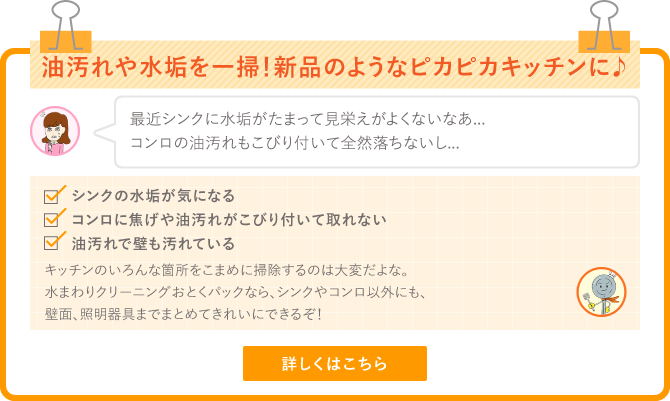 油汚れや水垢を一掃!新品のようなピカピカキッチンに♪
最近シンクに水垢がたまって見栄えがよくないなあ...
コンロの油汚れもこびり付いて全然落ちないし...
シンクの水垢が気になる
コンロに焦げや油汚れがこびり付いて取れない
油汚れで壁も汚れている
キッチンのいろんな箇所をこまめに掃除するのは大変だよな。
水まわりクリーニングおとくパックなら、シンクやコンロ以外にも、
壁面、照明器具までまとめてきれいにできるぞ!
詳しくはこちら